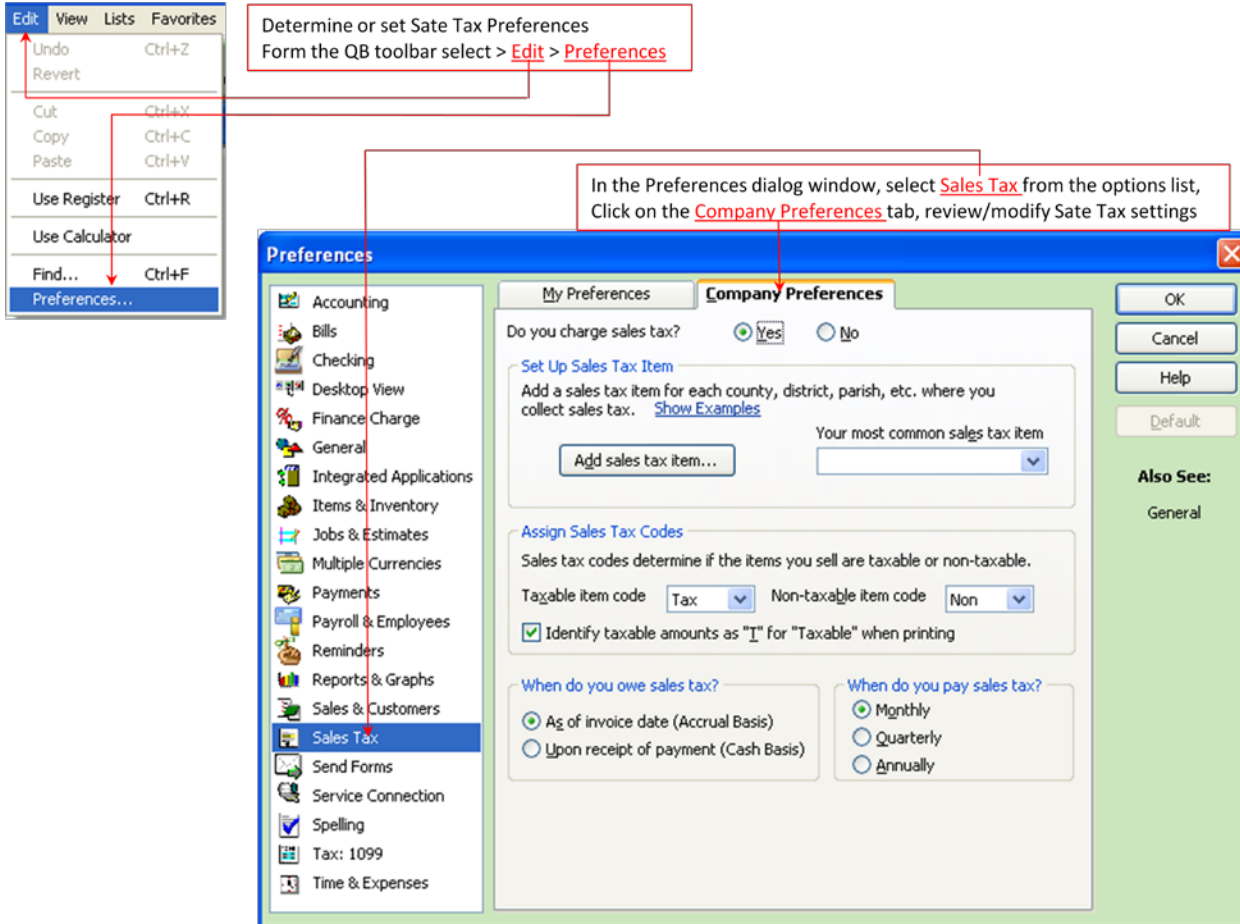 Edit View Lists Favorites
Undo Ctrl+Z
Revert
Cut Ctrl+X
Copy Ctrl+C
Paste Ctrl+V
Use Register Ctrl+R
Use Calculator
Find... Ctrl+F
Preferences...
Determine or set Sate Tax Preferences
Form the QB toolbar select > Edit > Preferences
In the Preferences dialog window, select Sales Tax from the options list,
Click on the Company Preferences tab, review/modify Sate Tax settings
Preferences
Accounting
Bills
Checking
Desktop View
Finance Charge
General
Integrated Applications
Items & Inventory
Jobs & Estimates
Multiple Currencies
Payments
Payroll & Employees
Reminders
Reports & Graphs
Sales & Customers
Sales Tax
Send Forms
Service Connection
Spelling
Tax: 1099
Time & Expenses
My Preferences Company Preferences
Do you charge sales tax? Yes No
Set Up Sales Tax Item
Add a sales tax item for each county, district, parish, etc. where you
collect sales tax. Show Examples
Your most common sales tax item
Add sales tax item...
Assign Sales Tax Codes
Sales tax codes determine if the items you sell are taxable or non-taxable.
Taxable item code Tax Non-taxable item code Non
Identify taxable amounts as "T" for "Taxable" when printing
When do you owe sales tax?
As of invoice date (Accrual Basis)
Upon receipt of payment (Cash Basis)
When do you pay sales tax?
Monthly
Quarterly
Annually
OK
Cancel
Help
Default
Also See:
General